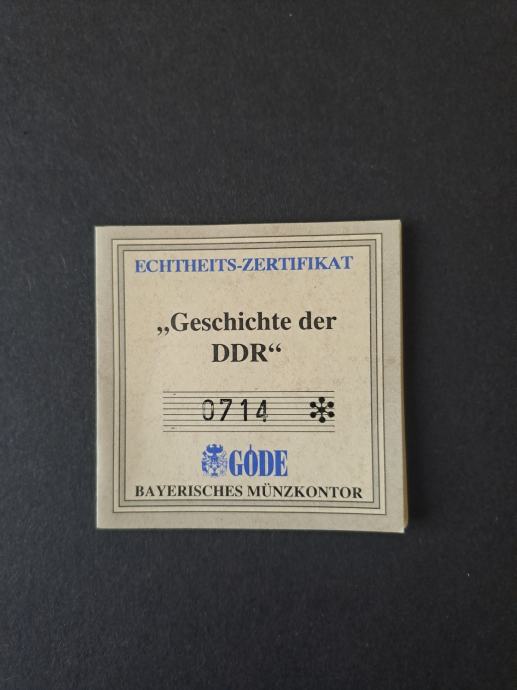 ECHTHEITS-ZERTIFIKAT
„Geschichte der
DDR“
0714
GÖDE
BAYERISCHES MÜNZKONTOR